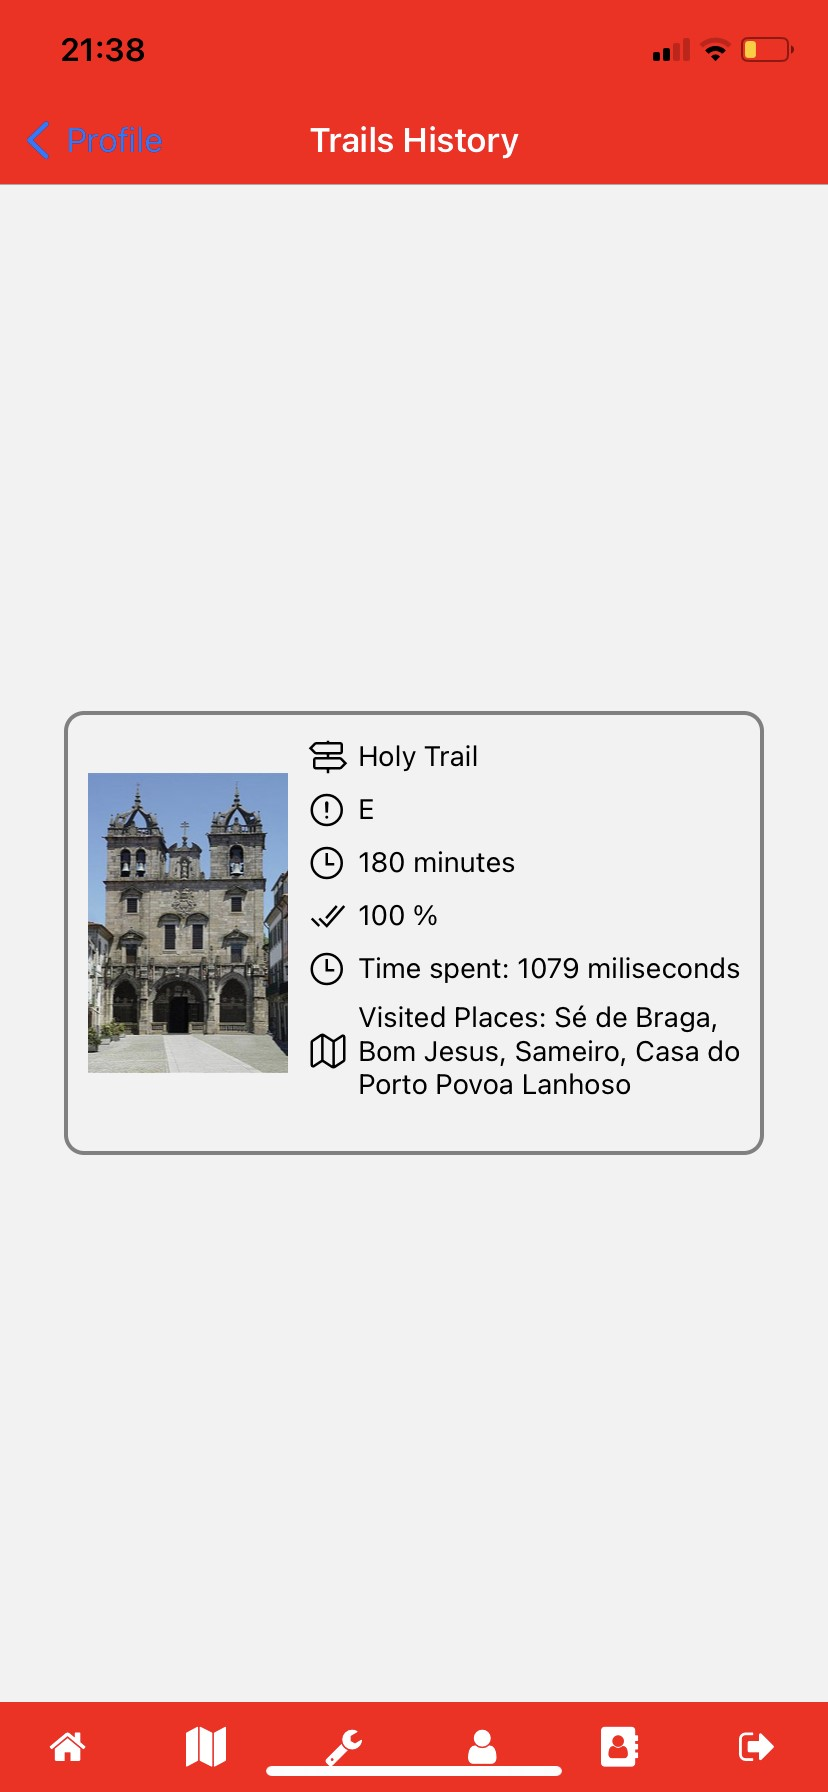 21:38
Profile
Trails History
Holy Trail
E
180 minutes
100 %
Time spent: 1079 miliseconds
Visited Places: Sé de Braga,
Bom Jesus, Sameiro, Casa do
Porto Povoa Lanhoso